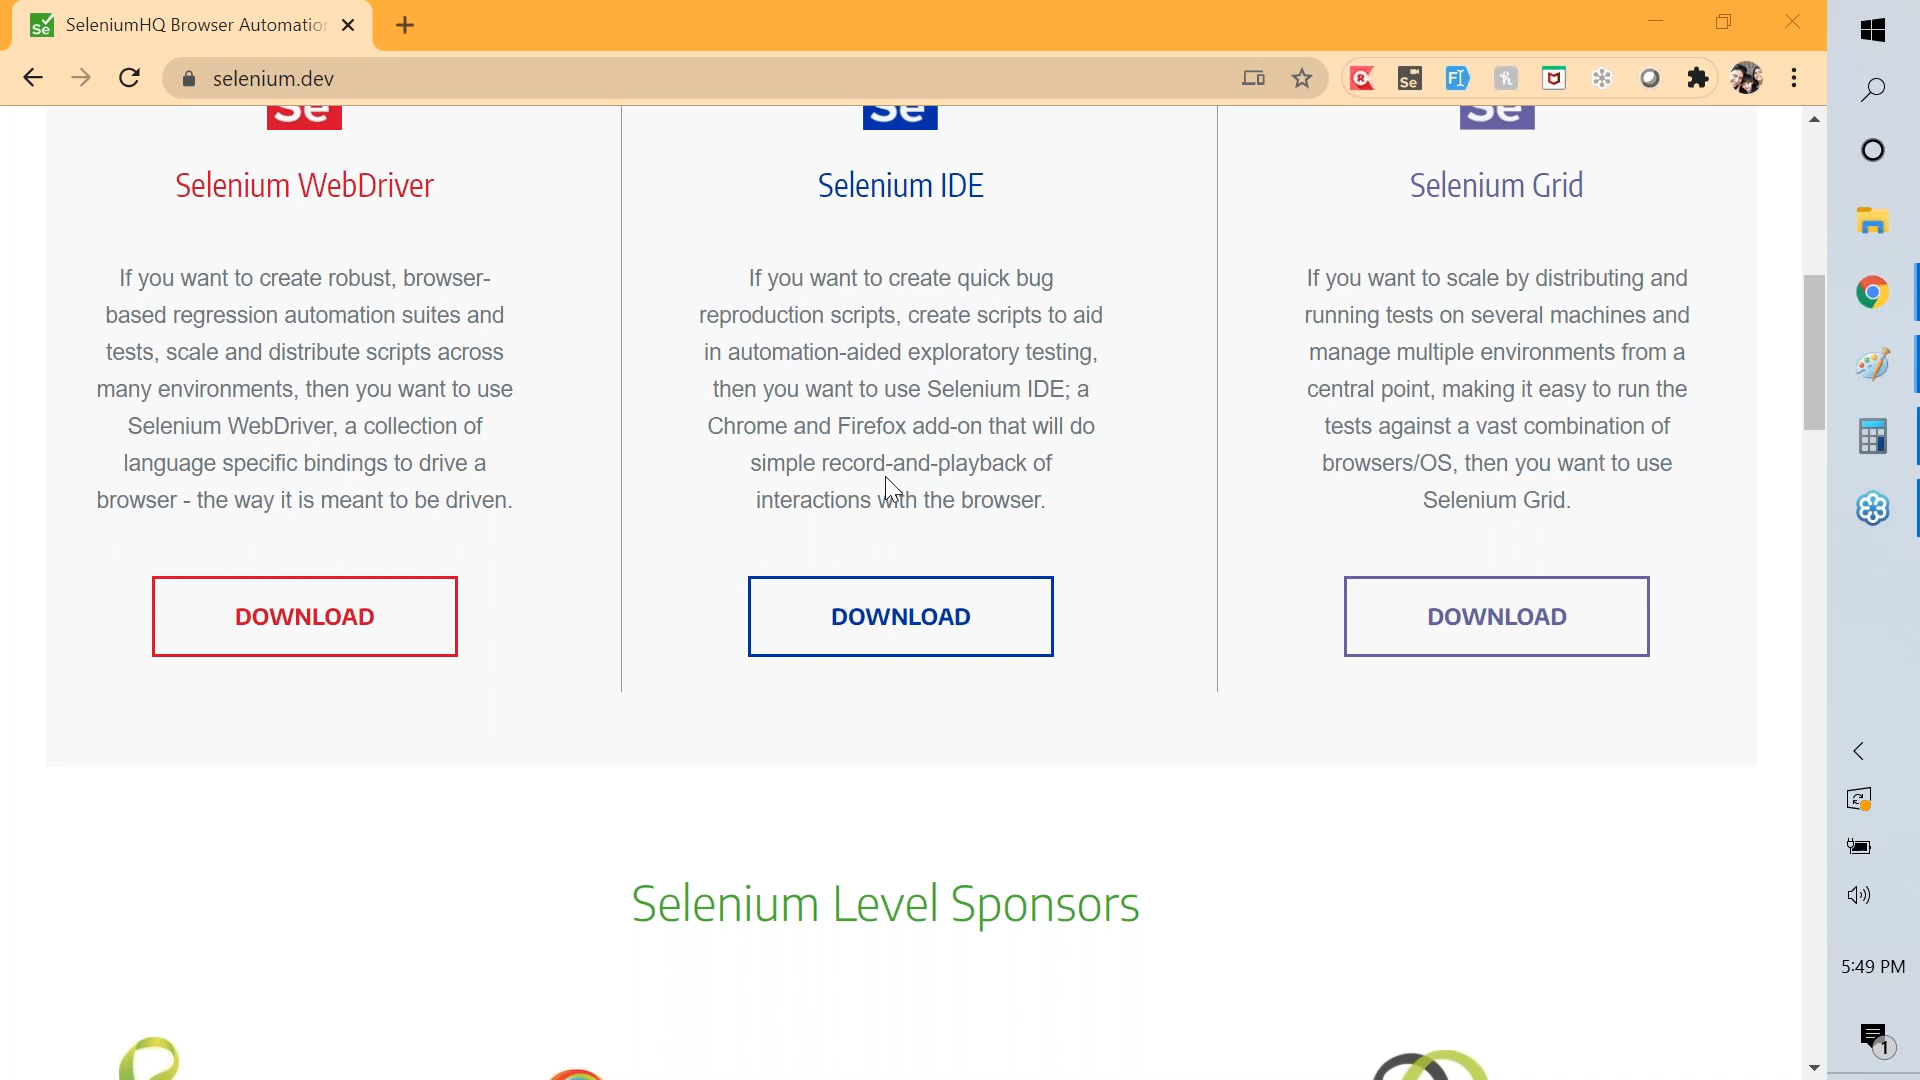 SeleniumHQ Browser Automatio
selenium.dev
Se
Se
Se
Selenium WebDriver
If you want to create robust, browser-
based regression automation suites and
tests, scale and distribute scripts across
many environments, then you want to use
Selenium WebDriver, a collection of
language specific bindings to drive a
browser - the way it is meant to be driven.
DOWNLOAD
Selenium IDE
If you want to create quick bug
reproduction scripts, create scripts to aid
in automation-aided exploratory testing,
then you want to use Selenium IDE; a
Chrome and Firefox add-on that will do
simple record-and-playback of
interactions with the browser.
DOWNLOAD
Selenium Grid
If you want to scale by distributing and
running tests on several machines and
manage multiple environments from a
central point, making it easy to run the
tests against a vast combination of
browsers/OS, then you want to use
Selenium Grid.
DOWNLOAD
Selenium Level Sponsors
5:49 PM
1